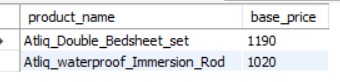 product_name base_price
Atliq_Double_Bedsheet_set 1190
Atliq_waterproof_Immersion_Rod 1020